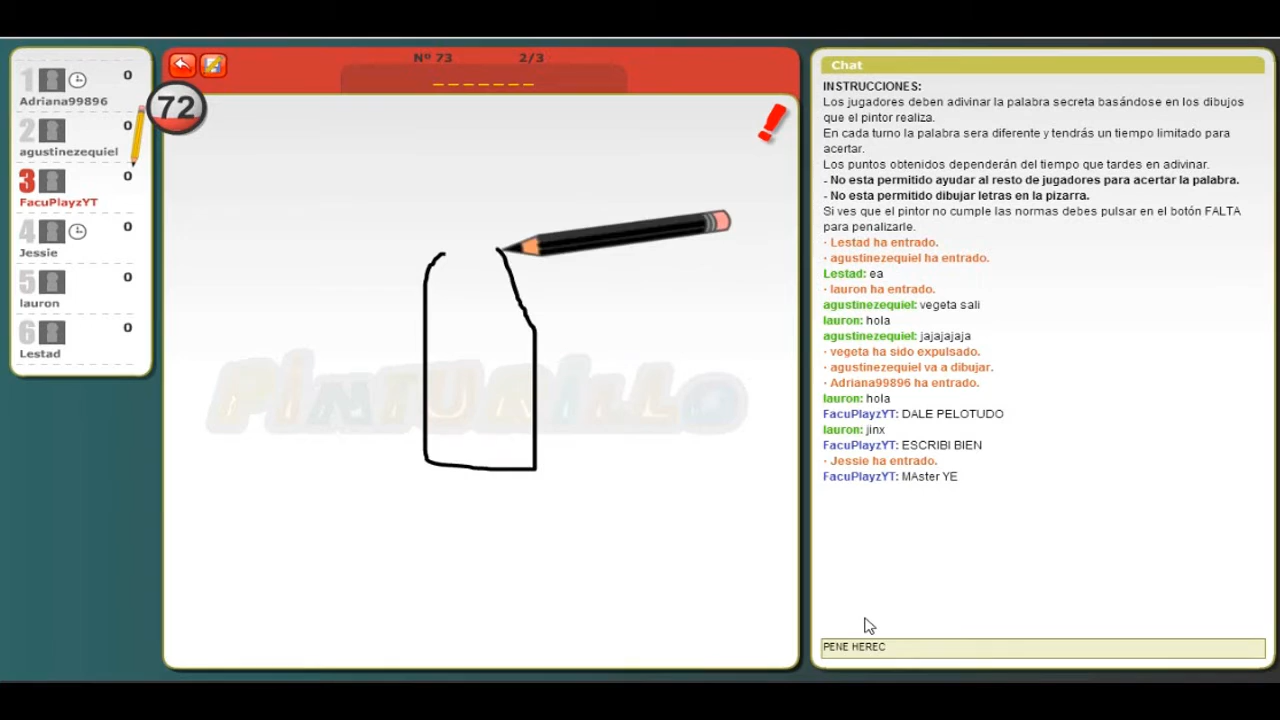 1
0
Adriana99896
2
0
agustinezequiel
3
0
FacuPlayzYT
4
0
Jessie
5
0
lauron
6
0
Lestad
72
Nº 73 2/3
_ _ _ _ _ _ _
PINTURILLO
Chat
INSTRUCCIONES:
Los jugadores deben adivinar la palabra secreta basándose en los dibujos
que el pintor realiza.
En cada turno la palabra sera diferente y tendrás un tiempo limitado para
acertar.
Los puntos obtenidos dependerán del tiempo que tardes en adivinar.
- No esta permitido ayudar al resto de jugadores para acertar la palabra.
- No esta permitido dibujar letras en la pizarra.
Si ves que el pintor no cumple las normas debes pulsar en el botón FALTA
para penalizarle.
· Lestad ha entrado.
· agustinezequiel ha entrado.
Lestad: ea
· lauron ha entrado.
agustinezequiel: vegeta sali
lauron: hola
agustinezequiel: jajajajaja
· vegeta ha sido expulsado.
· agustinezequiel va a dibujar.
· Adriana99896 ha entrado.
lauron: hola
FacuPlayzYT: DALE PELOTUDO
lauron: jinx
FacuPlayzYT: ESCRIBI BIEN
· Jessie ha entrado.
FacuPlayzYT: MAster YE
PENE HEREC